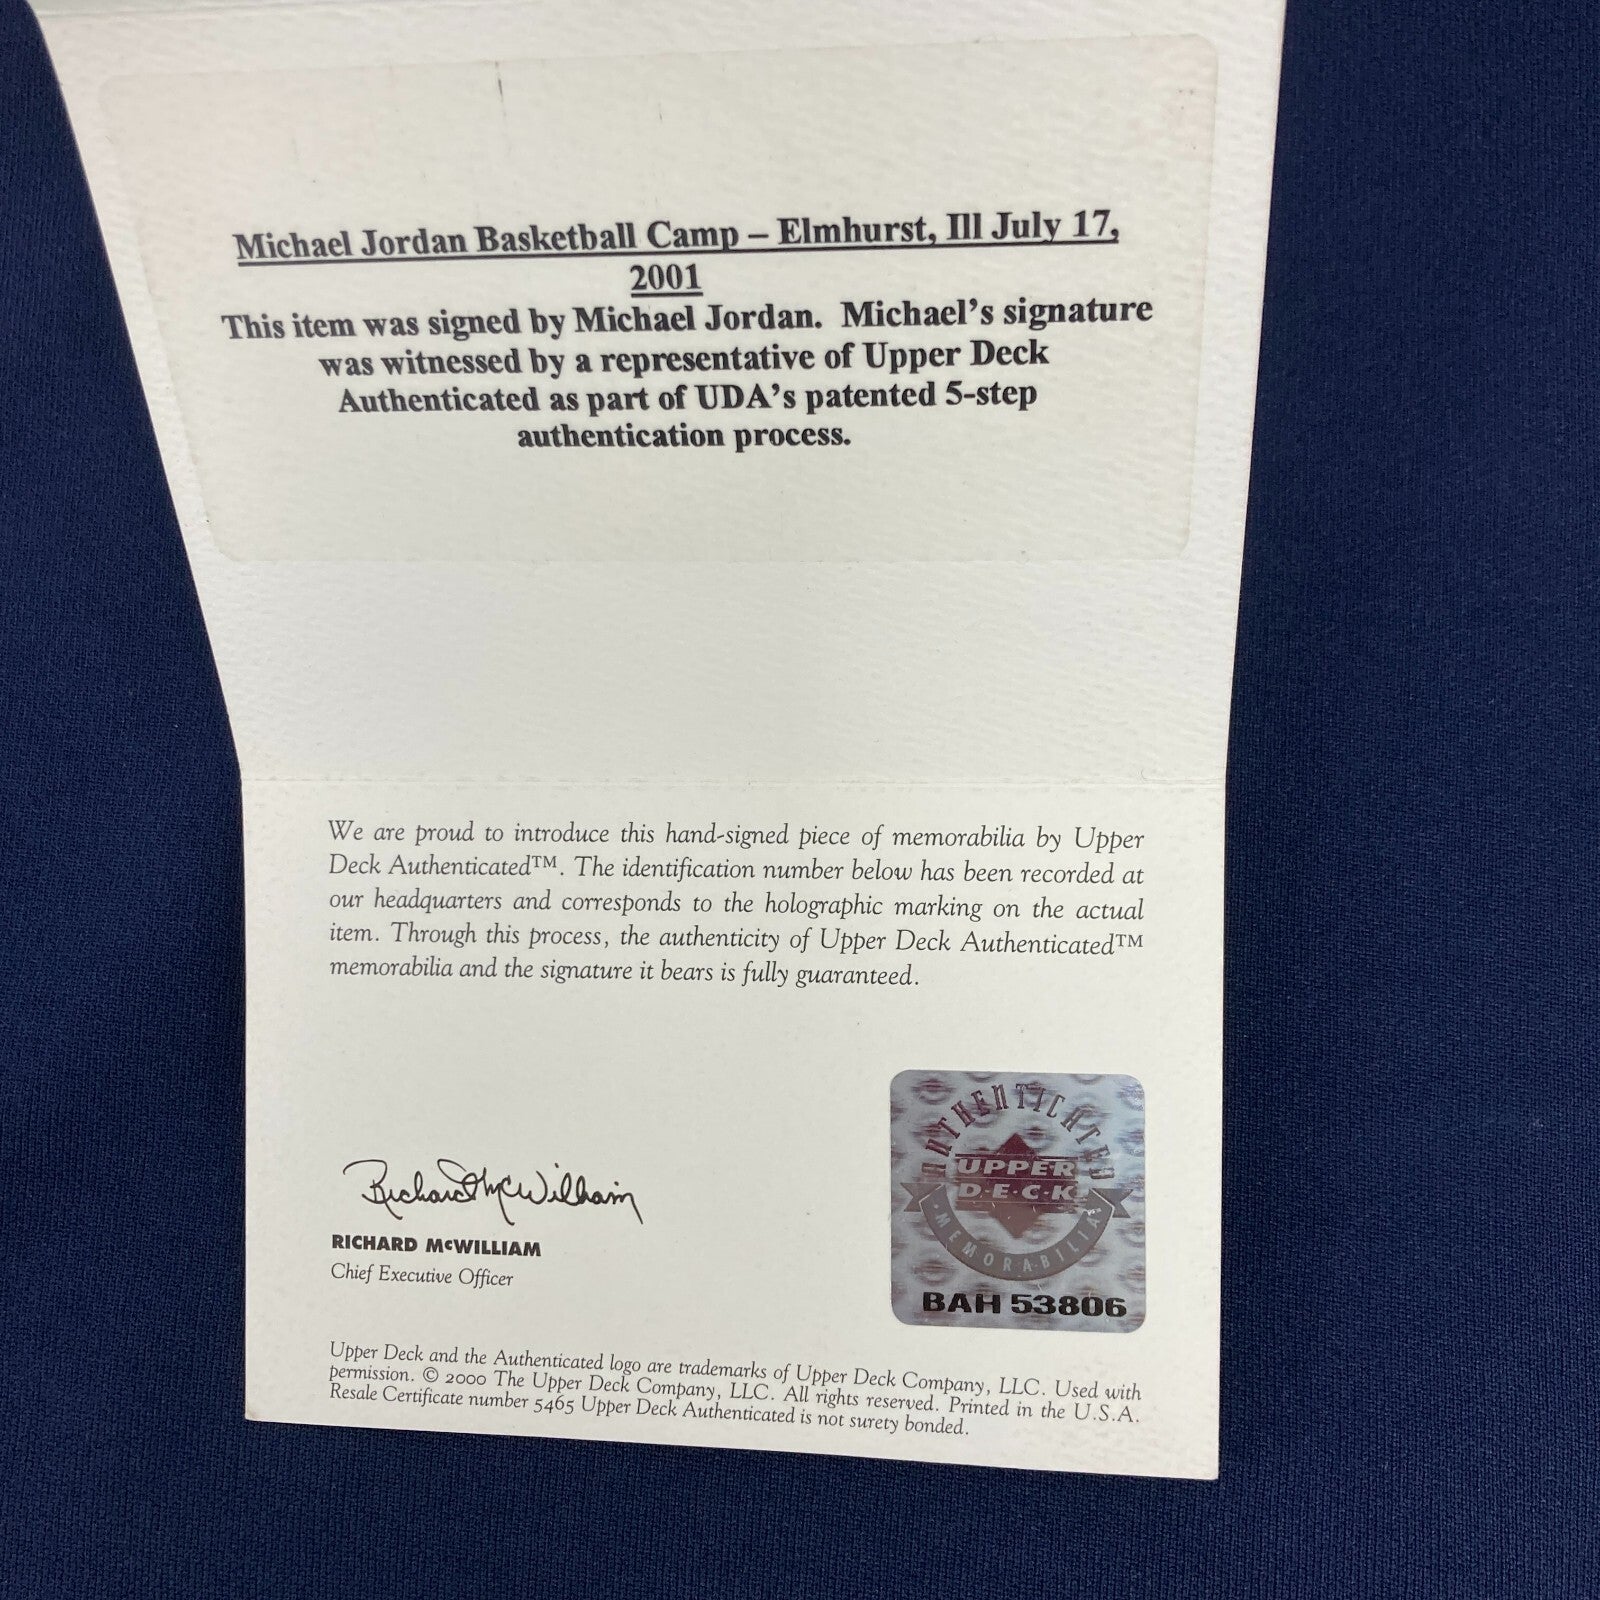 Michael Jordan Basketball Camp – Elmhurst, Ill July 17,
2001
This item was signed by Michael Jordan.  Michael's signature
was witnessed by a representative of Upper Deck
Authenticated as part of UDA's patented 5-step
authentication process.
We are proud to introduce this hand-signed piece of memorabilia by Upper
Deck Authenticated™. The identification number below has been recorded at
our headquarters and corresponds to the holographic marking on the actual
item. Through this process, the authenticity of Upper Deck Authenticated™
memorabilia and the signature it bears is fully guaranteed.
Richard McWilliam
RICHARD McWILLIAM
Chief Executive Officer
AUTHENTICATED
UPPER
D·E·C·K
MEMORABILIA
BAH 53806
Upper Deck and the Authenticated logo are trademarks of Upper Deck Company, LLC. Used with
permission. © 2000 The Upper Deck Company, LLC. All rights reserved. Printed in the U.S.A.
Resale Certificate number 5465 Upper Deck Authenticated is not surety bonded.